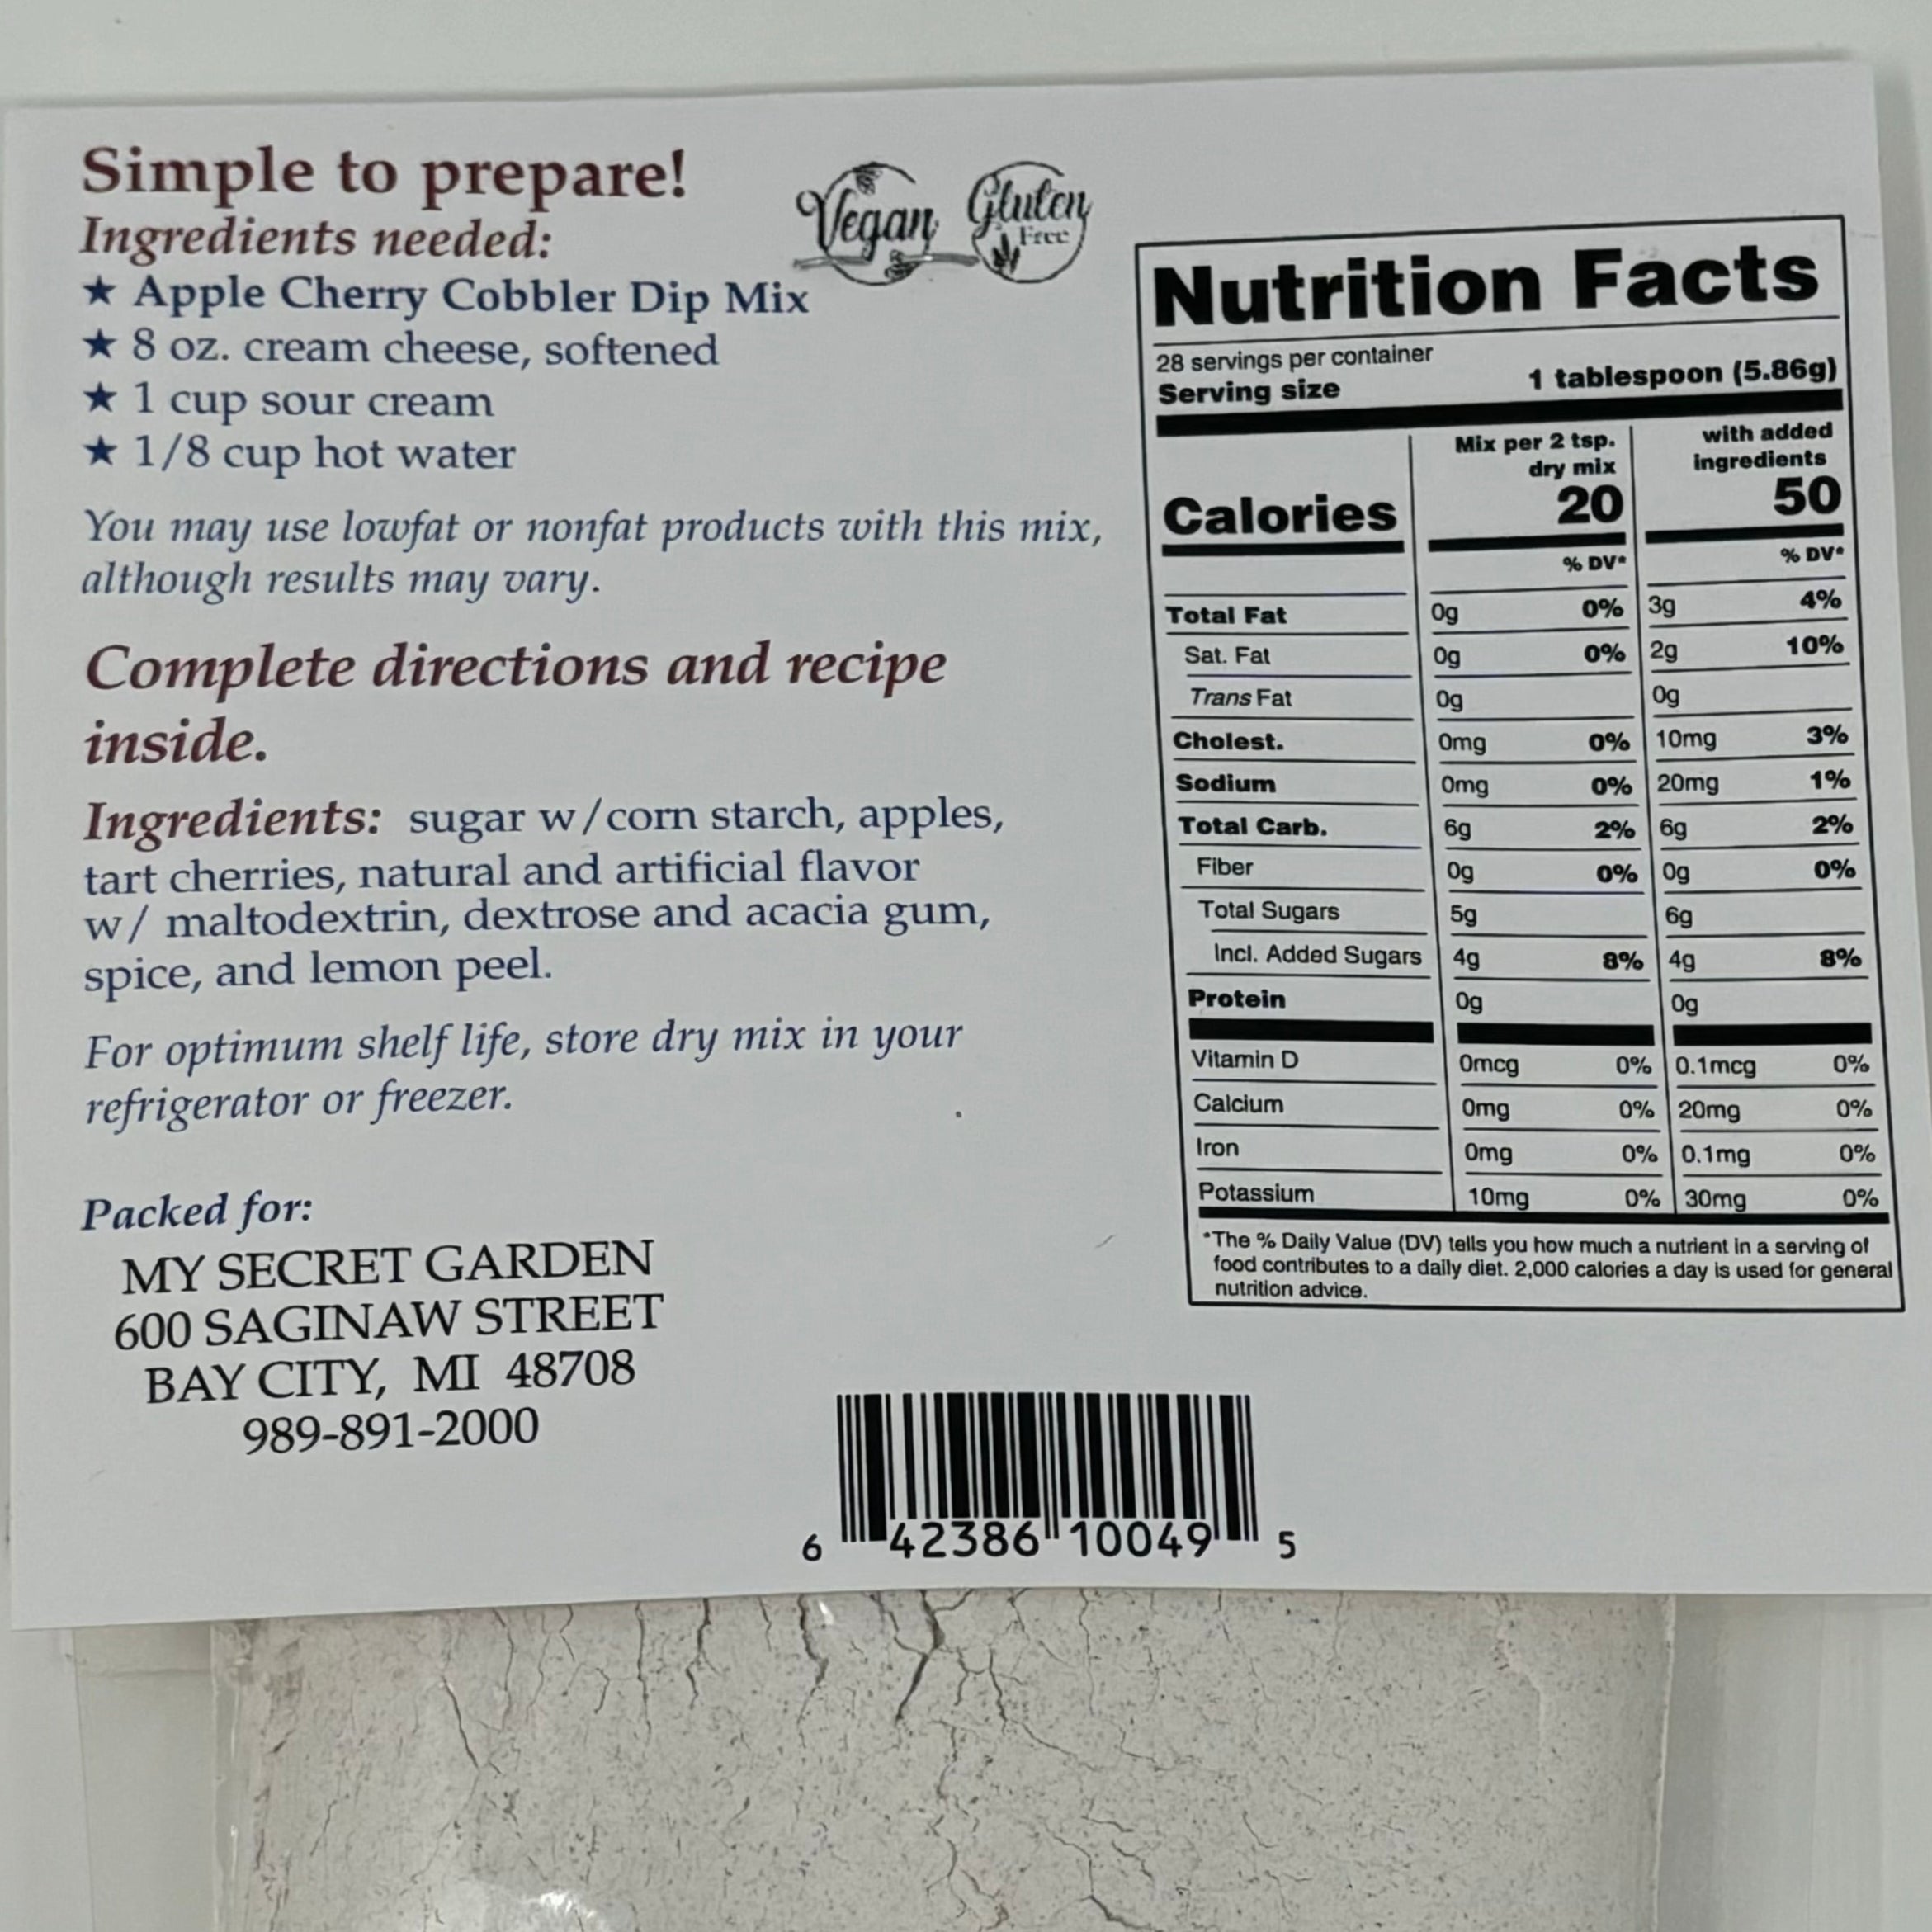 Simple to prepare!
Ingredients needed:
★ Apple Cherry Cobbler Dip Mix
★ 8 oz. cream cheese, softened
★ 1 cup sour cream
★ 1/8 cup hot water
You may use lowfat or nonfat products with this mix,
although results may vary.
Complete directions and recipe
inside.
Ingredients: sugar w/corn starch, apples,
tart cherries, natural and artificial flavor
w/ maltodextrin, dextrose and acacia gum,
spice, and lemon peel.
For optimum shelf life, store dry mix in your
refrigerator or freezer.
Packed for:
MY SECRET GARDEN
600 SAGINAW STREET
BAY CITY, MI 48708
989-891-2000
Vegan
Gluten
Free
Nutrition Facts
28 servings per container
Serving size 1 tablespoon (5.86g)
Mix per 2 tsp. with added
dry mix ingredients
Calories 20 50
% DV* % DV*
Total Fat 0g 0% 3g 4%
Sat. Fat 0g 0% 2g 10%
Trans Fat 0g 0g
Cholest. 0mg 0% 10mg 3%
Sodium 0mg 0% 20mg 1%
Total Carb. 6g 2% 6g 2%
Fiber 0g 0% 0g 0%
Total Sugars 5g 6g
Incl. Added Sugars 4g 8% 4g 8%
Protein 0g 0g
Vitamin D 0mcg 0% 0.1mcg 0%
Calcium 0mg 0% 20mg 0%
Iron 0mg 0% 0.1mg 0%
Potassium 10mg 0% 30mg 0%
*The % Daily Value (DV) tells you how much a nutrient in a serving of
food contributes to a daily diet. 2,000 calories a day is used for general
nutrition advice.
6 42386 10049 5